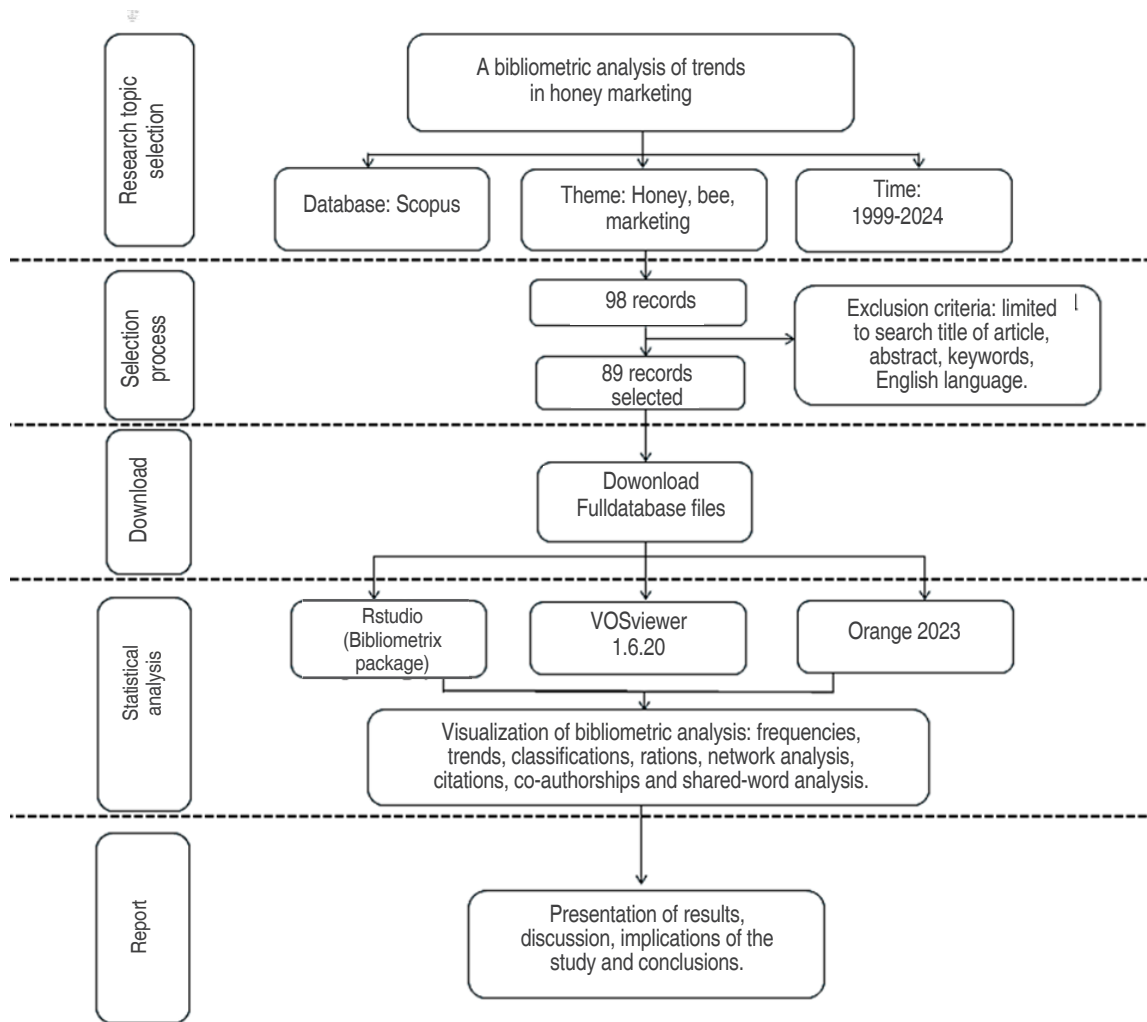 Research topic
selection
A bibliometric analysis of trends
in honey marketing
Database: Scopus
Theme: Honey, bee,
marketing
Time:
1999-2024
Selection
process
98 records
Exclusion criteria: limited
to search title of article,
abstract, keywords,
English language.
89 records
selected
Download
Dowonload
Fulldatabase files
Statistical
analysis
Rstudio
(Bibliometrix
package)
VOSviewer
1.6.20
Orange 2023
Visualization of bibliometric analysis: frequencies,
trends, classifications, rations, network analysis,
citations, co-authorships and shared-word analysis.
Report
Presentation of results,
discussion, implications of the
study and conclusions.